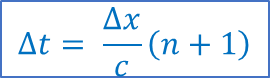 Δt = Δx/c (n + 1)